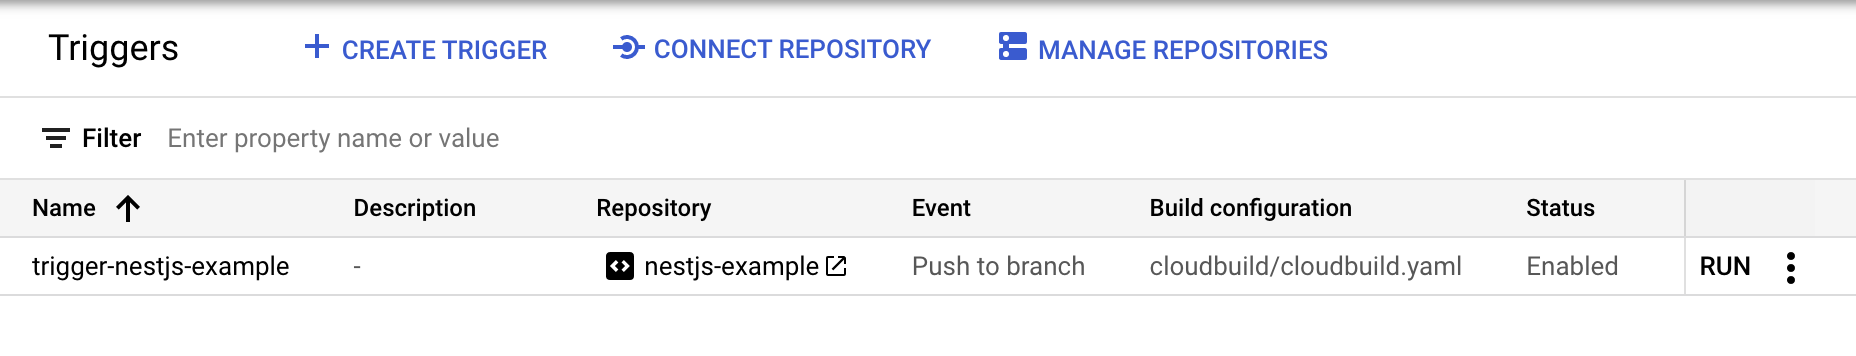 Triggers CREATE TRIGGER CONNECT REPOSITORY MANAGE REPOSITORIES
Filter Enter property name or value
Name Description Repository Event Build configuration Status
trigger-nestjs-example - nestjs-example Push to branch cloudbuild/cloudbuild.yaml Enabled RUN